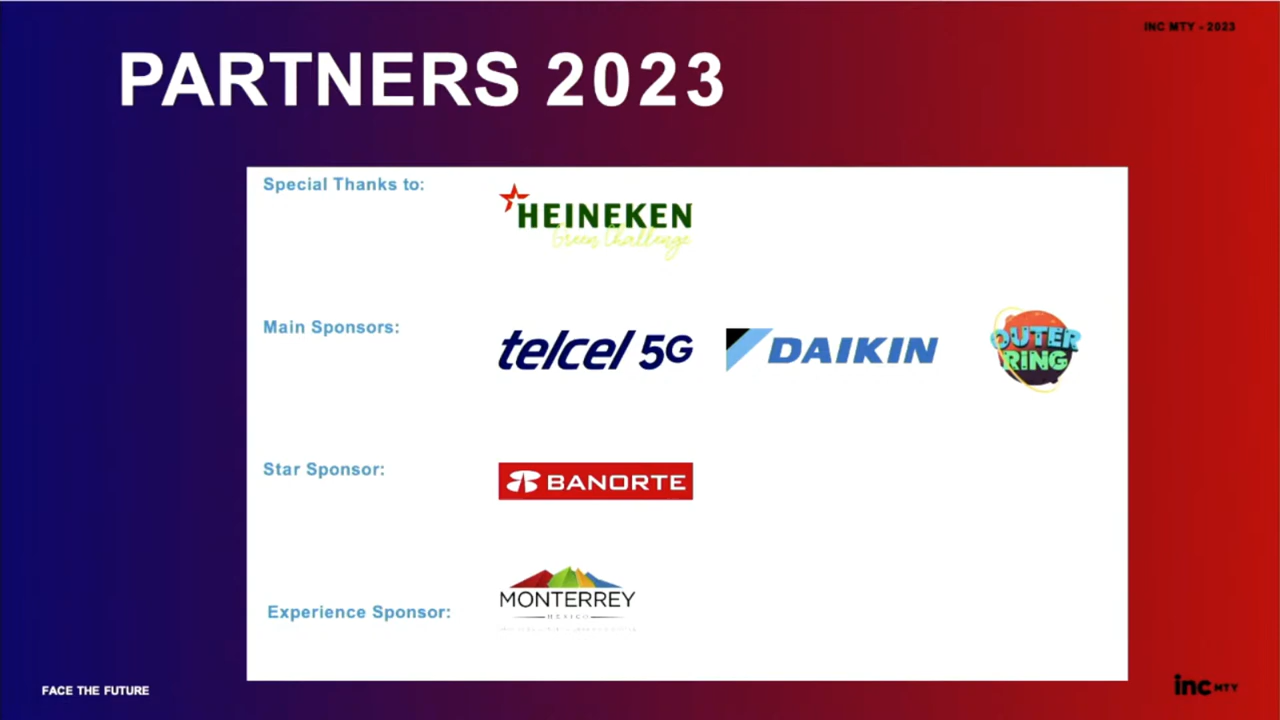 INC MTY - 2023
PARTNERS 2023
Special Thanks to:
HEINEKEN
Green Challenge
Main Sponsors:
telcel 5G
DAIKIN
OUTER
RING
Star Sponsor:
BANORTE
MONTERREY
MÉXICO
Experience Sponsor:
FACE THE FUTURE
inc MTY